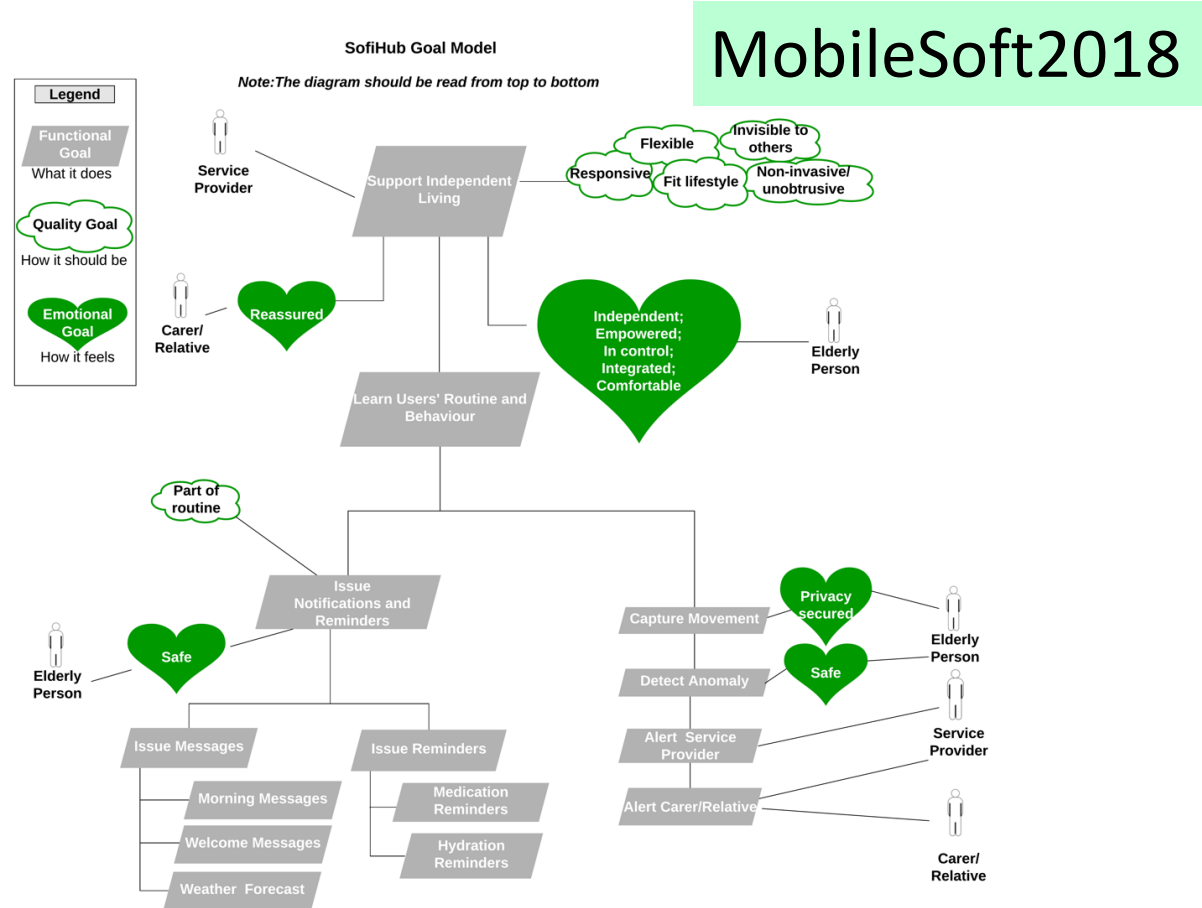 MobileSoft2018
SofiHub Goal Model
Note:The diagram should be read from top to bottom
Legend
Functional
Goal
What it does
Quality Goal
How it should be
Emotional
Goal
How it feels
Service
Provider
Support Independent
Living
Flexible
Invisible to
others
Responsive
Fit lifestyle
Non-invasive/
unobtrusive
Carer/
Relative
Reassured
Independent;
Empowered;
In control;
Integrated;
Comfortable
Elderly
Person
Learn Users' Routine and
Behaviour
Part of
routine
Issue
Notifications and
Reminders
Safe
Elderly
Person
Issue Messages
Morning Messages
Welcome Messages
Weather Forecast
Issue Reminders
Medication
Reminders
Hydration
Reminders
Capture Movement
Privacy
secured
Elderly
Person
Detect Anomaly
Safe
Alert Service
Provider
Service
Provider
Alert Carer/Relative
Carer/
Relative